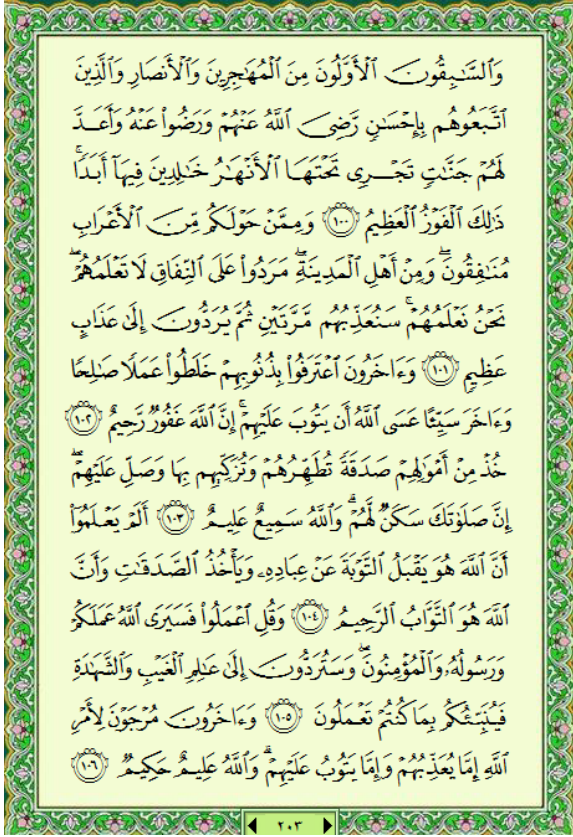 وَٱلسَّـٰبِقُونَ ٱلْأَوَّلُونَ مِنَ ٱلْمُهَـٰجِرِينَ وَٱلْأَنصَارِ وَٱلَّذِينَ
ٱتَّبَعُوهُم بِإِحْسَـٰنٍ رَّضِىَ ٱللَّهُ عَنْهُمْ وَرَضُوا۟ عَنْهُ وَأَعَدَّ
لَهُمْ جَنَّـٰتٍ تَجْرِى تَحْتَهَا ٱلْأَنْهَـٰرُ خَـٰلِدِينَ فِيهَآ أَبَدًا ۚ
ذَٰلِكَ ٱلْفَوْزُ ٱلْعَظِيمُ ١٠٠ وَمِمَّنْ حَوْلَكُم مِّنَ ٱلْأَعْرَابِ
مُنَـٰفِقُونَ ۖ وَمِنْ أَهْلِ ٱلْمَدِينَةِ ۖ مَرَدُوا۟ عَلَى ٱلنِّفَاقِ لَا تَعْلَمُهُمْ ۖ
نَحْنُ نَعْلَمُهُمْ ۚ سَنُعَذِّبُهُم مَّرَّتَيْنِ ثُمَّ يُرَدُّونَ إِلَىٰ عَذَابٍ
عَظِيمٍ ١٠١ وَءَاخَرُونَ ٱعْتَرَفُوا۟ بِذُنُوبِهِمْ خَلَطُوا۟ عَمَلًا صَـٰلِحًا
وَءَاخَرَ سَيِّئًا عَسَى ٱللَّهُ أَن يَتُوبَ عَلَيْهِمْ ۚ إِنَّ ٱللَّهَ غَفُورٌ رَّحِيمٌ ١٠٢
خُذْ مِنْ أَمْوَٰلِهِمْ صَدَقَةً تُطَهِّرُهُمْ وَتُزَكِّيهِم بِهَا وَصَلِّ عَلَيْهِمْ ۖ
إِنَّ صَلَوٰتَكَ سَكَنٌ لَّهُمْ ۗ وَٱللَّهُ سَمِيعٌ عَلِيمٌ ١٠٣ أَلَمْ يَعْلَمُوٓا۟
أَنَّ ٱللَّهَ هُوَ يَقْبَلُ ٱلتَّوْبَةَ عَنْ عِبَادِهِۦ وَيَأْخُذُ ٱلصَّدَقَـٰتِ وَأَنَّ
ٱللَّهَ هُوَ ٱلتَّوَّابُ ٱلرَّحِيمُ ١٠٤ وَقُلِ ٱعْمَلُوا۟ فَسَيَرَى ٱللَّهُ عَمَلَكُمْ
وَرَسُولُهُۥ وَٱلْمُؤْمِنُونَ ۖ وَسَتُرَدُّونَ إِلَىٰ عَـٰلِمِ ٱلْغَيْبِ وَٱلشَّهَـٰدَةِ
فَيُنَبِّئُكُم بِمَا كُنتُمْ تَعْمَلُونَ ١٠٥ وَءَاخَرُونَ مُرْجَوْنَ لِأَمْرِ
ٱللَّهِ إِمَّا يُعَذِّبُهُمْ وَإِمَّا يَتُوبُ عَلَيْهِمْ ۗ وَٱللَّهُ عَلِيمٌ حَكِيمٌ ١٠٦
٢٠٣